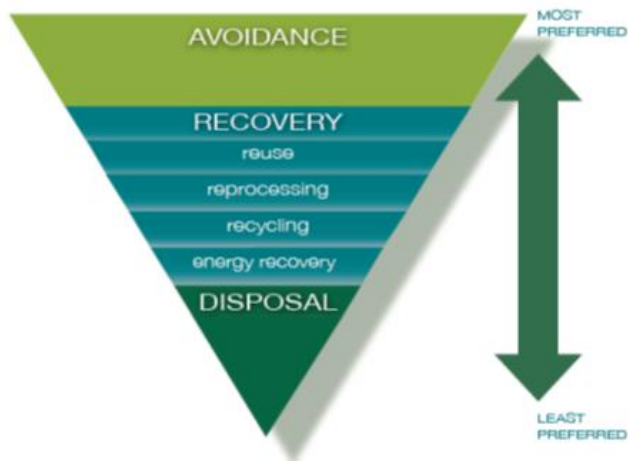 AVOIDANCE
MOST
PREFERRED
RECOVERY
reuse
reprocessing
recycling
energy recovery
DISPOSAL
LEAST
PREFERRED